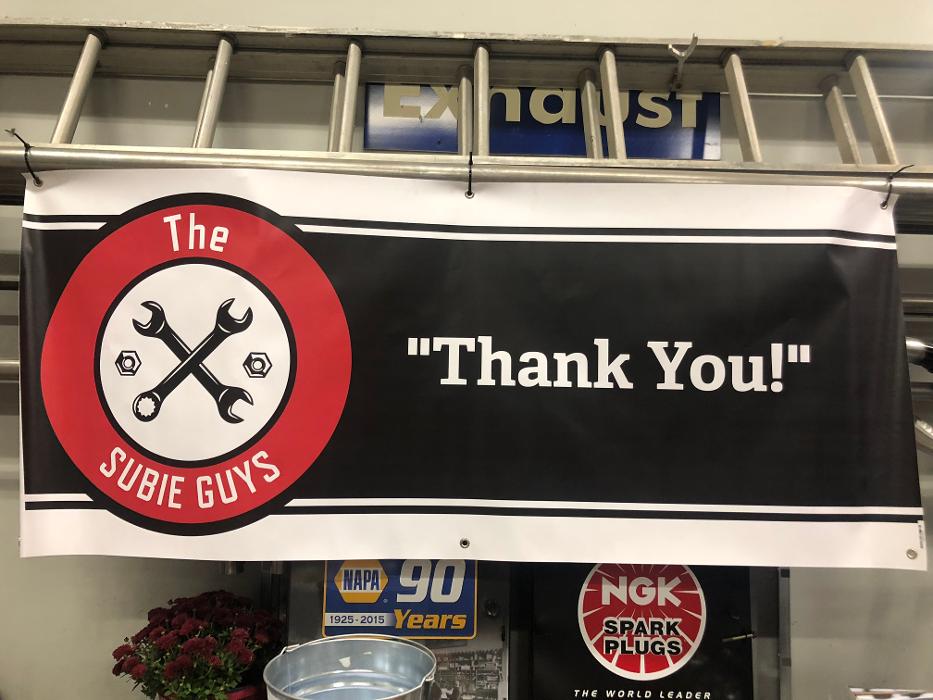 Exhaust
The
SUBIE GUYS
"Thank You!"
NAPA
90
1925-2015 Years
NGK
SPARK
PLUGS
THE WORLD LEADER